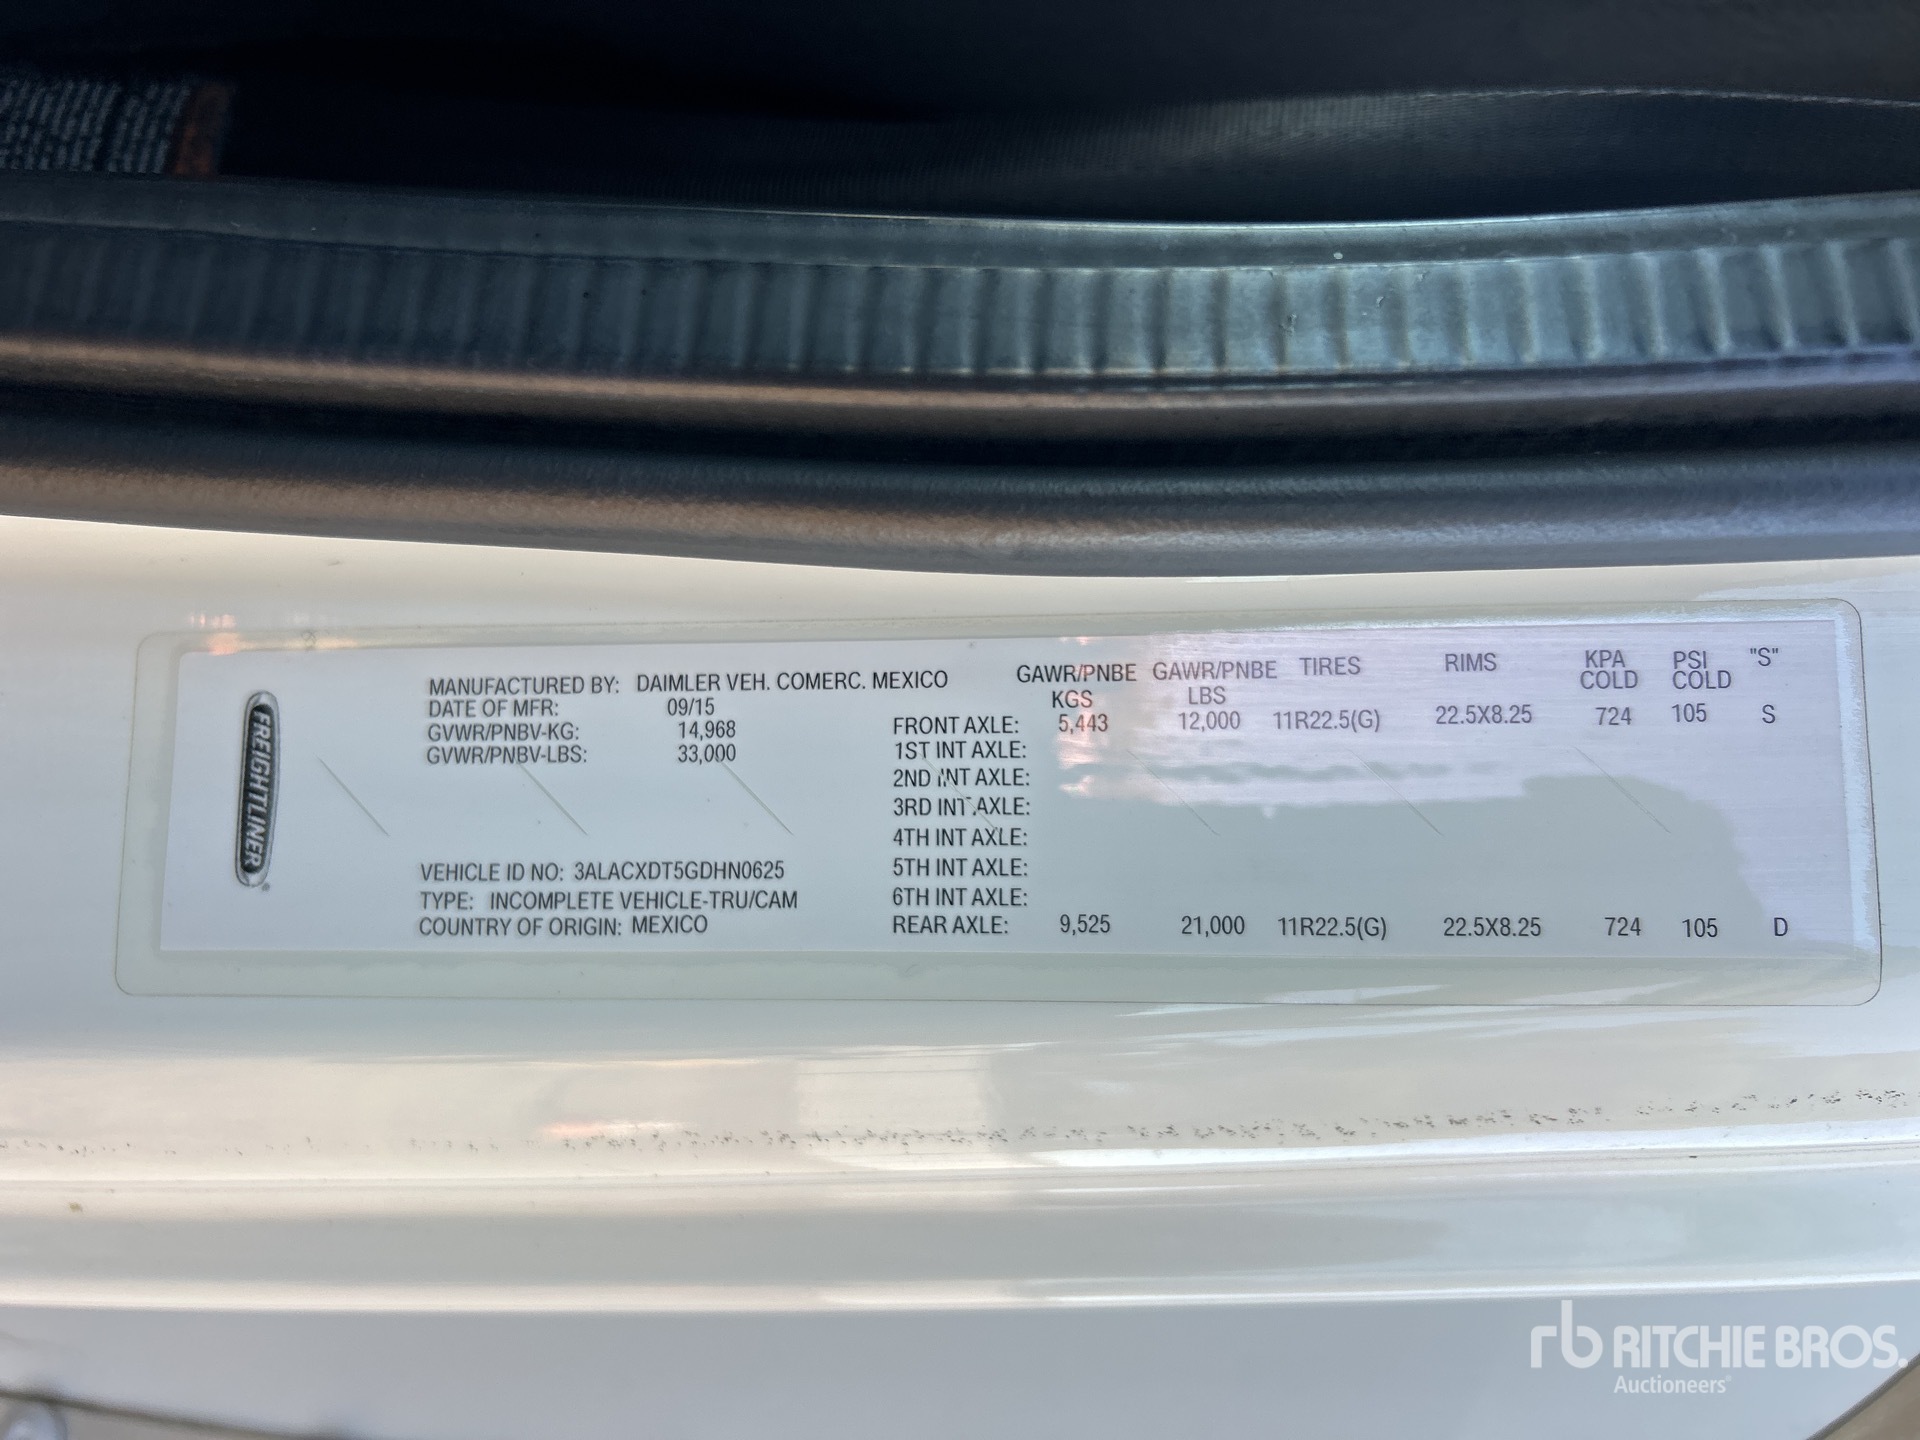 FREIGHTLINER®
MANUFACTURED BY: DAIMLER VEH. COMERC. MEXICO
DATE OF MFR: 09/15
GVWR/PNBV-KG: 14,968
GVWR/PNBV-LBS: 33,000
VEHICLE ID NO: 3ALACXDT5GDHN0625
TYPE: INCOMPLETE VEHICLE-TRU/CAM
COUNTRY OF ORIGIN: MEXICO
GAWR/PNBE GAWR/PNBE TIRES RIMS KPA PSI "S"
KGS LBS COLD COLD
FRONT AXLE: 5,443 12,000 11R22.5(G) 22.5X8.25 724 105 S
1ST INT AXLE:
2ND INT AXLE:
3RD INT AXLE:
4TH INT AXLE:
5TH INT AXLE:
6TH INT AXLE:
REAR AXLE: 9,525 21,000 11R22.5(G) 22.5X8.25 724 105 D
rb RITCHIE BROS.
Auctioneers®